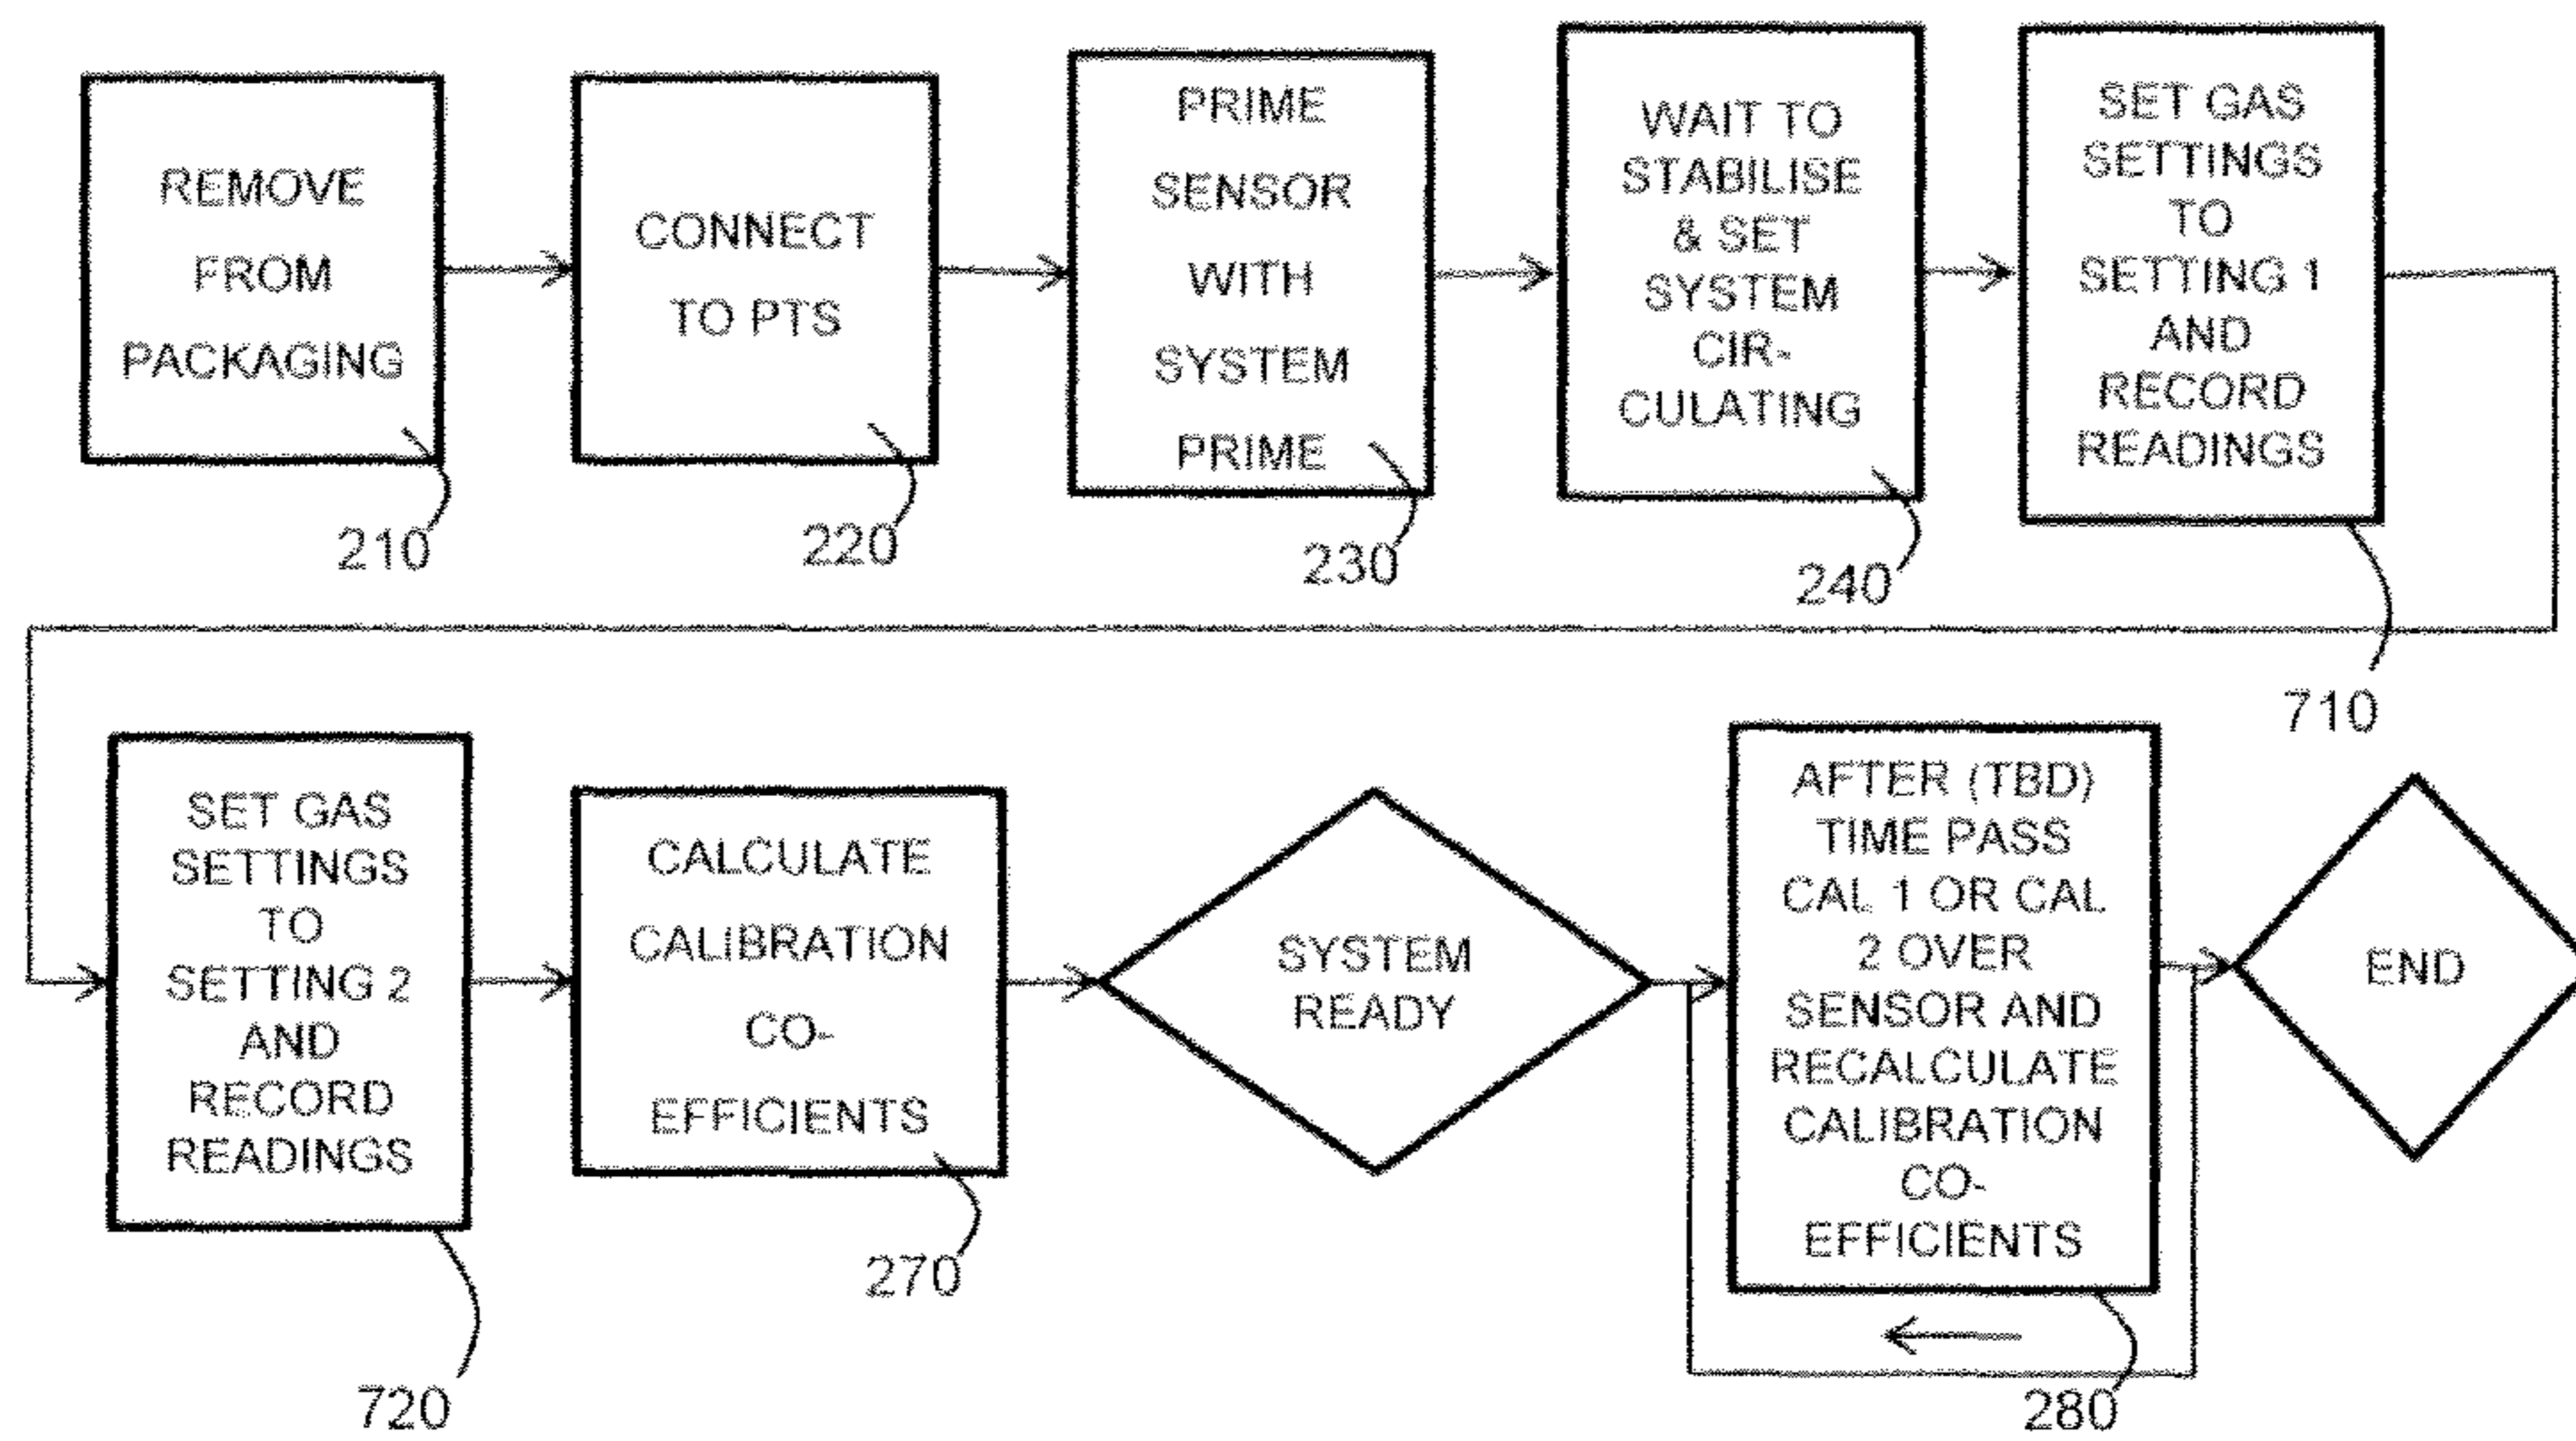 REMOVE
FROM
PACKAGING
210
CONNECT
TO PTS
220
PRIME
SENSOR
WITH
SYSTEM
PRIME
230
WAIT TO
STABILISE
& SET
SYSTEM
CIR-
CULATING
240
SET GAS
SETTINGS
TO
SETTING 1
AND
RECORD
READINGS
710
SET GAS
SETTINGS
TO
SETTING 2
AND
RECORD
READINGS
720
CALCULATE
CALIBRATION
CO-
EFFICIENTS
270
SYSTEM
READY
AFTER (TBD)
TIME PASS
CAL 1 OR CAL
2 OVER
SENSOR AND
RECALCULATE
CALIBRATION
CO-
EFFICIENTS
280
END